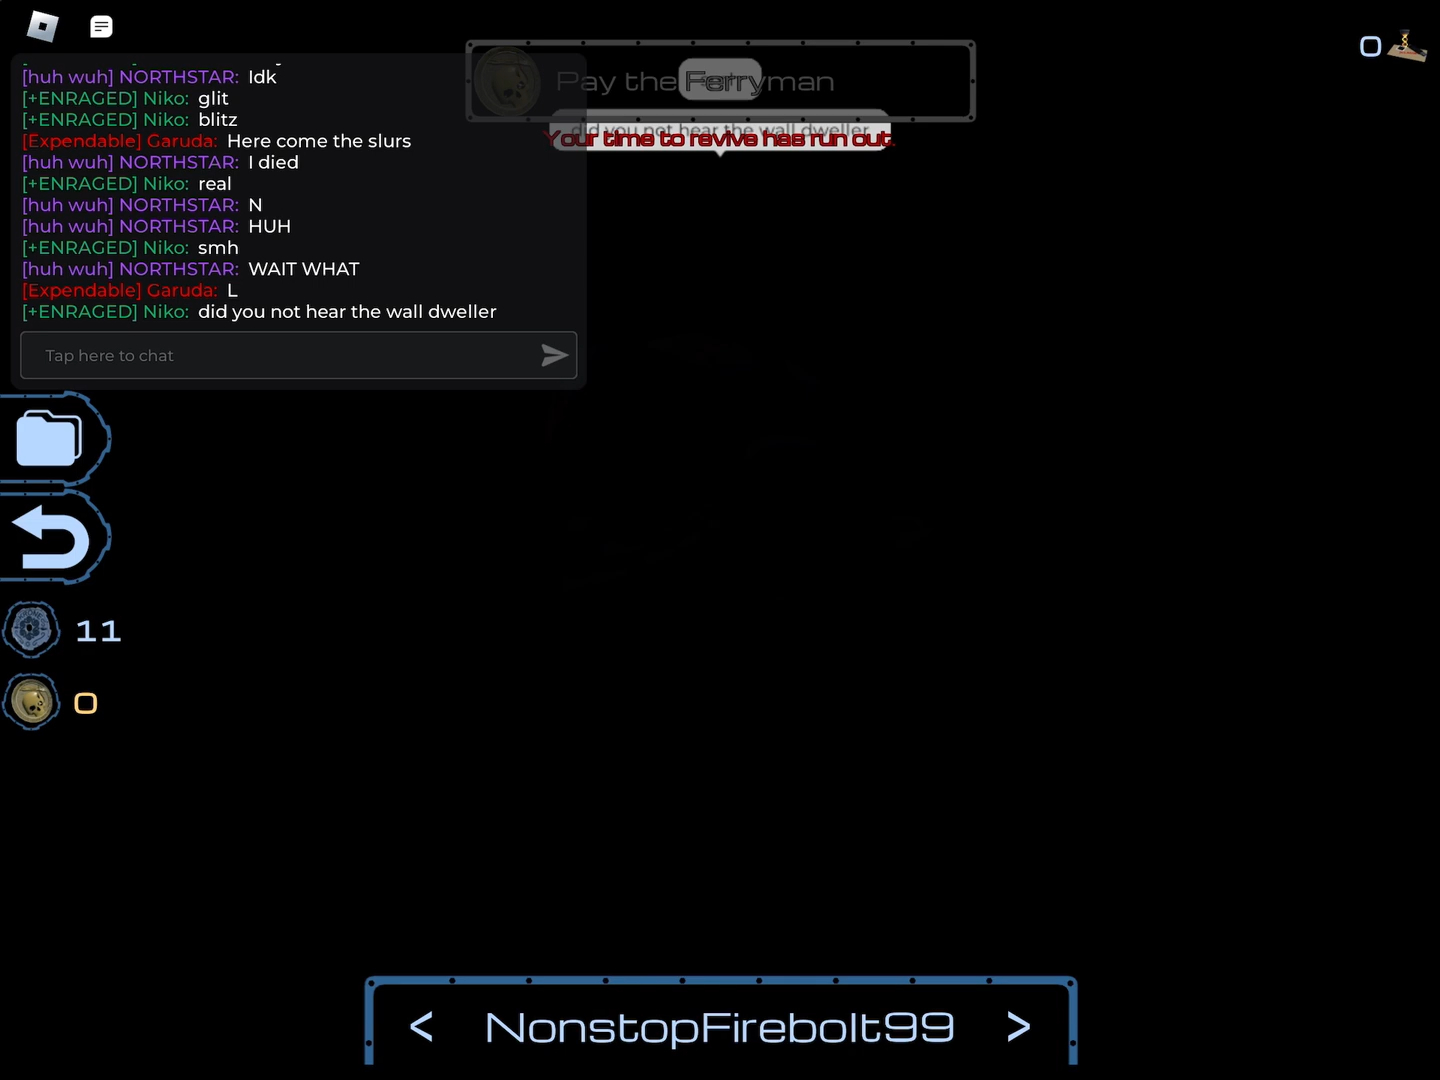 [huh wuh] NORTHSTAR: Idk
[+ENRAGED] Niko: glit
[+ENRAGED] Niko: blitz
[Expendable] Garuda: Here come the slurs
[huh wuh] NORTHSTAR: I died
[+ENRAGED] Niko: real
[huh wuh] NORTHSTAR: N
[huh wuh] NORTHSTAR: HUH
[+ENRAGED] Niko: smh
[huh wuh] NORTHSTAR: WAIT WHAT
[Expendable] Garuda: L
[+ENRAGED] Niko: did you not hear the wall dweller
Tap here to chat
Pay the Ferryman
did you not hear the wall dweller
Your time to revive has run out.
0
11
0
< NonstopFirebolt99 >